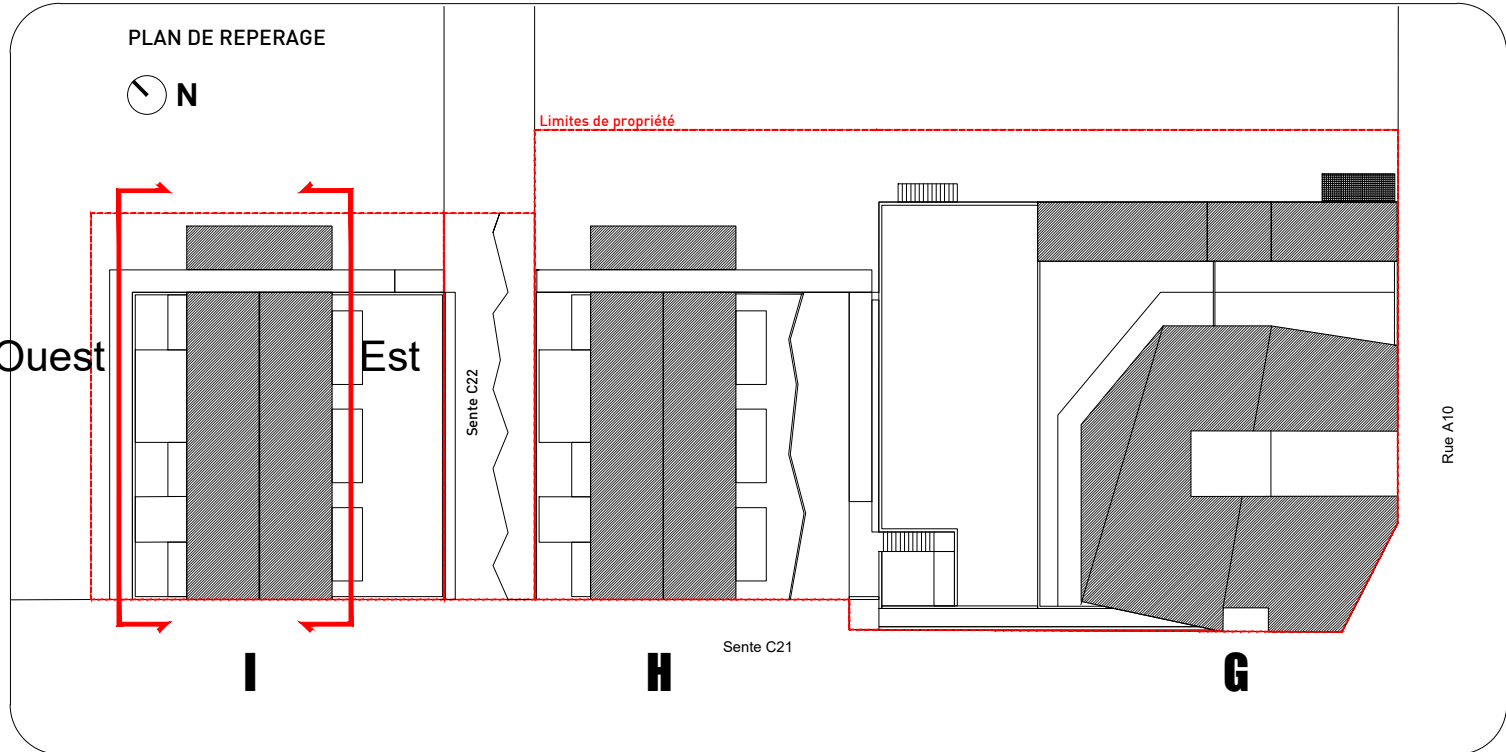 PLAN DE REPERAGE
N
Limites de propriété
Ouest
Est
Sente C22
Rue A10
Sente C21
I
H
G